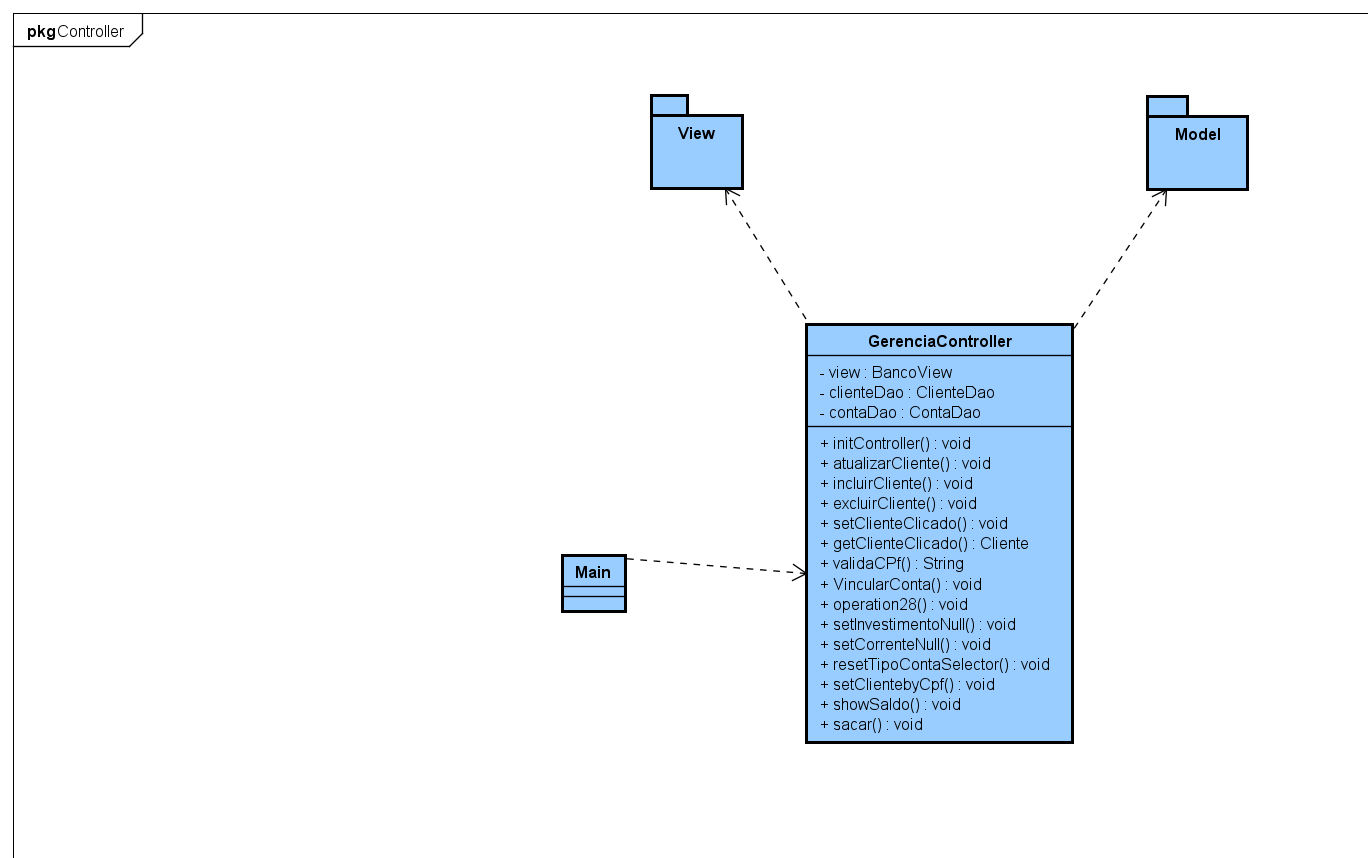 pkg Controller
View
Model
GerenciaController
- view : BancoView
- clienteDao : ClienteDao
- contaDao : ContaDao
+ initController() : void
+ atualizarCliente() : void
+ incluirCliente() : void
+ excluirCliente() : void
+ setClienteClicado() : void
+ getClienteClicado() : Cliente
+ validaCPf() : String
+ VincularConta() : void
+ operation28() : void
+ setInvestimentoNull() : void
+ setCorrenteNull() : void
+ resetTipoContaSelector() : void
+ setClientebyCpf() : void
+ showSaldo() : void
+ sacar() : void
Main